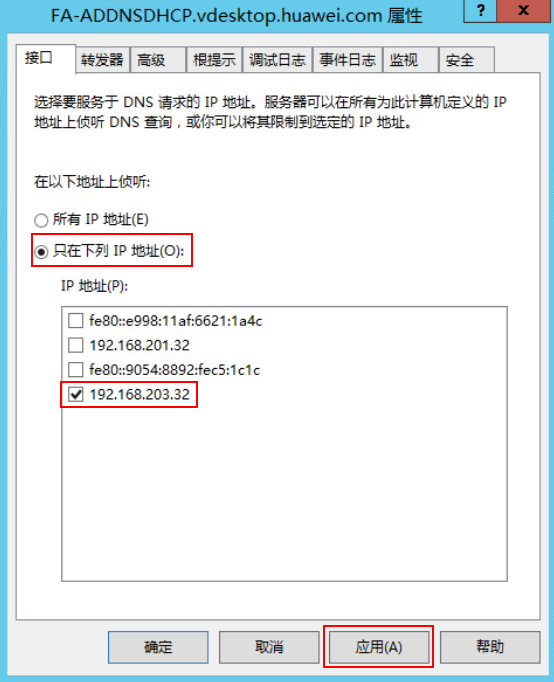 FA-ADDNSDHCP.vdesktop.huawei.com 属性
?
x
接口 转发器 高级 根提示 调试日志 事件日志 监视 安全
选择要服务于 DNS 请求的 IP 地址。服务器可以在所有为此计算机定义的 IP
地址上侦听 DNS 查询，或你可以将其限制到选定的 IP 地址。
在以下地址上侦听:
所有 IP 地址(E)
只在下列 IP 地址(O):
IP 地址(P):
fe80::e998:11af:6621:1a4c
192.168.201.32
fe80::9054:8892:fec5:1c1c
192.168.203.32
确定 取消 应用(A) 帮助